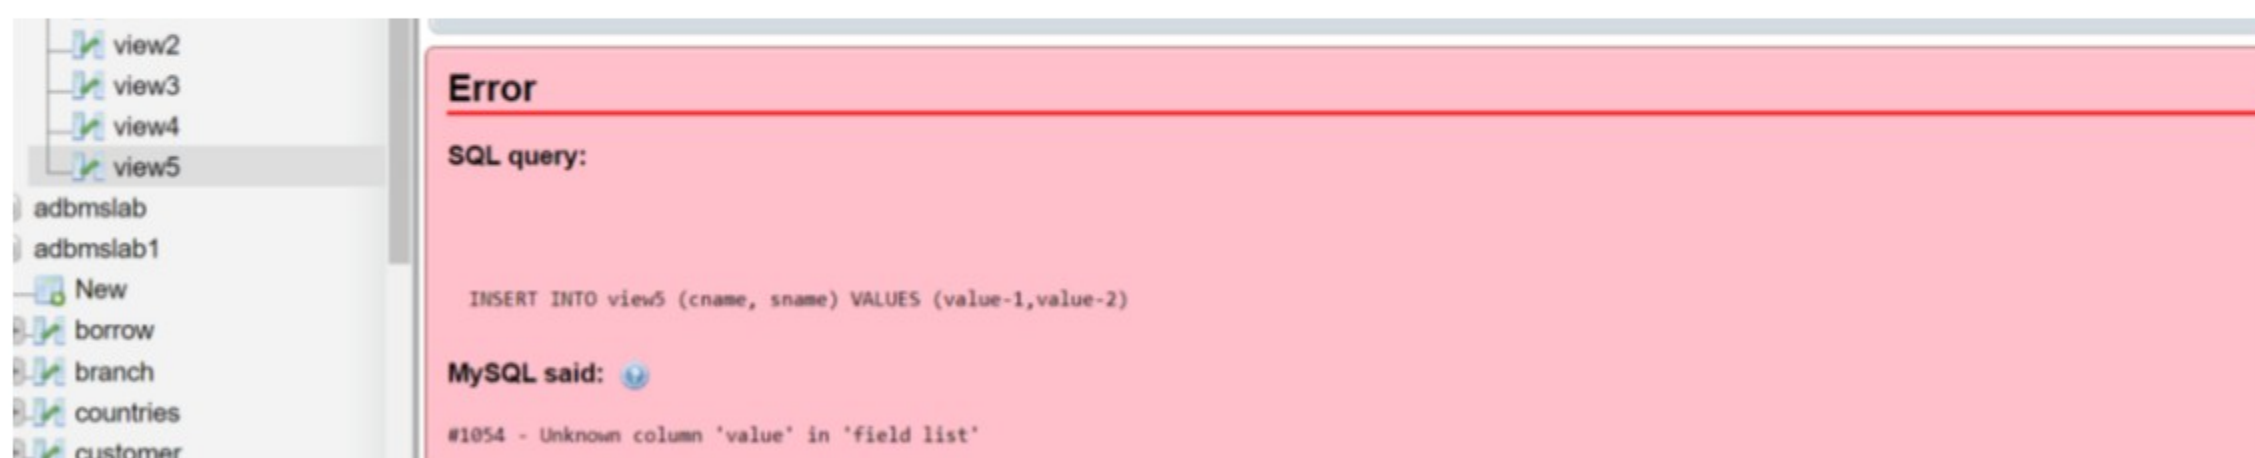 view2
view3
view4
view5
adbmslab
adbmslab1
New
borrow
branch
countries
customer
Error
SQL query:
INSERT INTO view5 (cname, sname) VALUES (value-1,value-2)
MySQL said:
#1054 - Unknown column 'value' in 'field list'